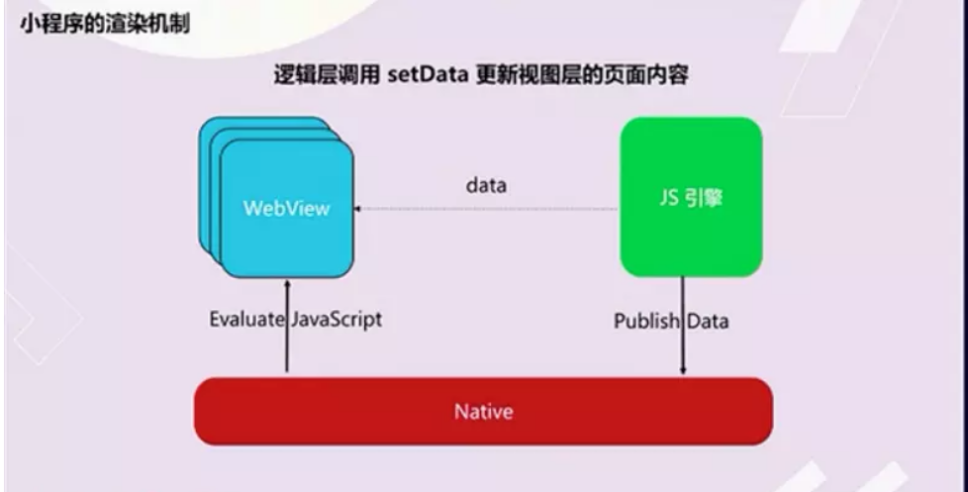 小程序的渲染机制
逻辑层调用 setData 更新视图层的页面内容
data
WebView
JS 引擎
Evaluate JavaScript
Publish Data
Native